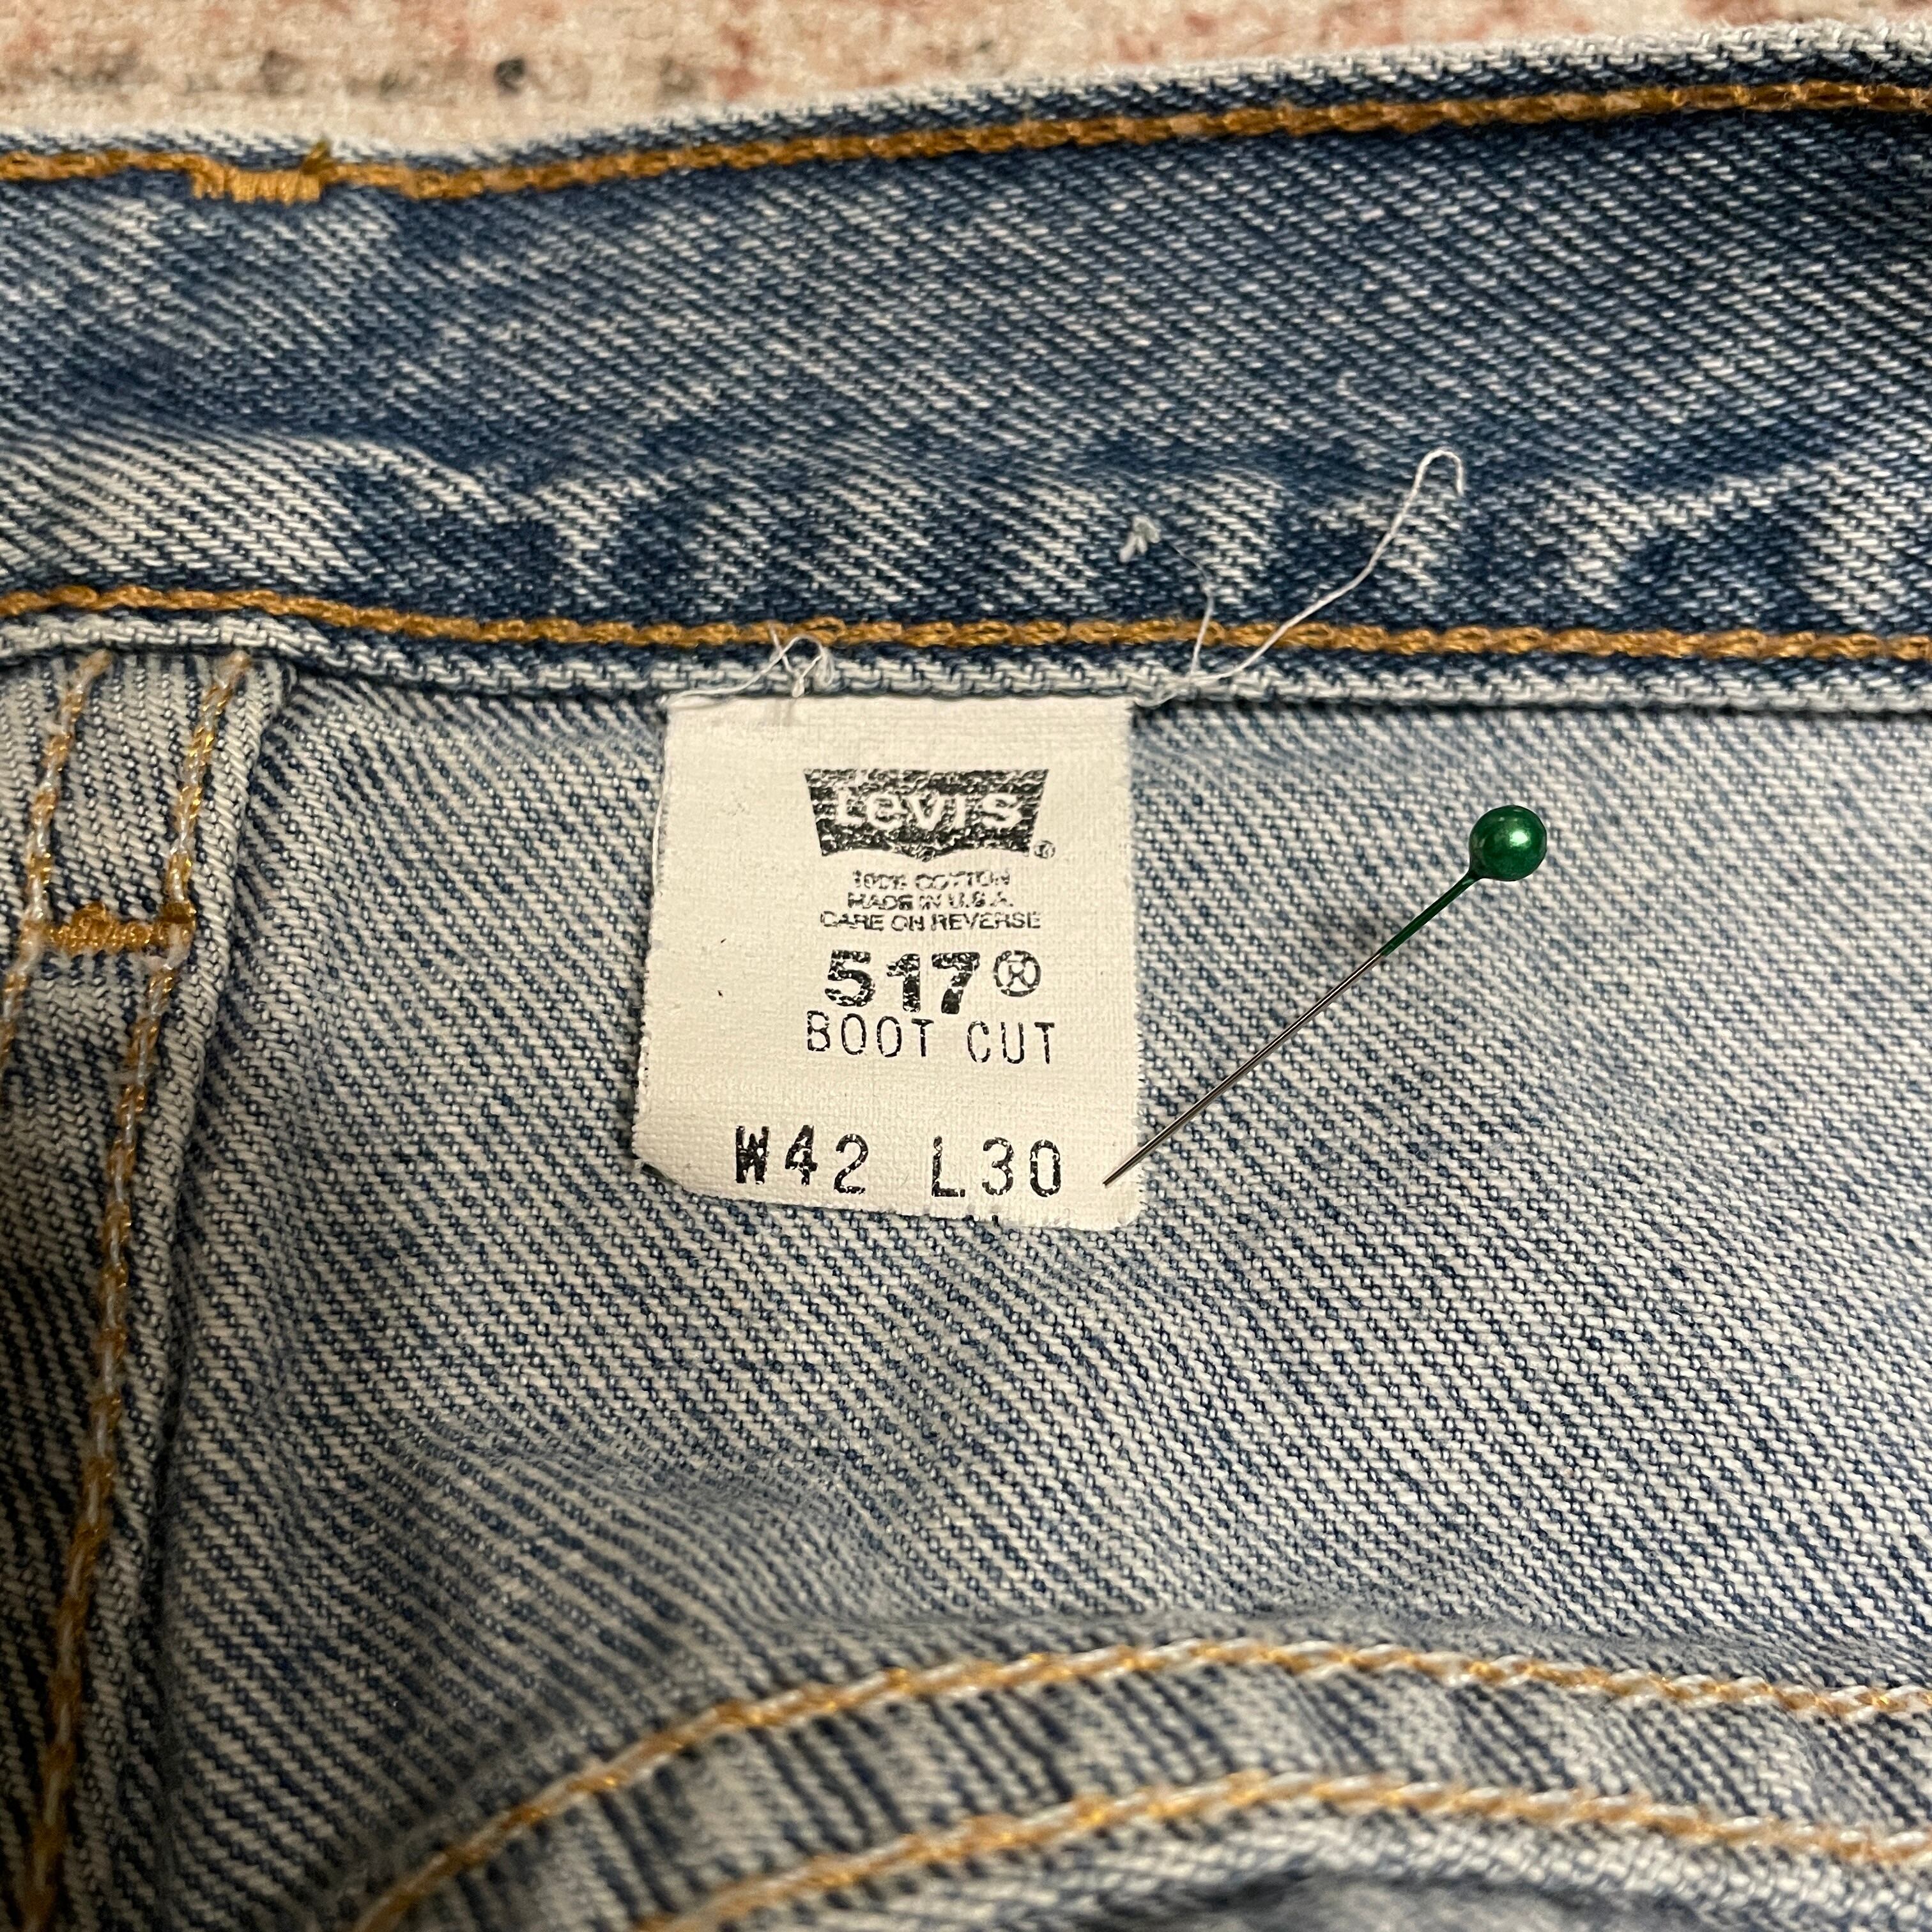 Levi's ®
100% COTTON
MADE IN U.S.A.
CARE ON REVERSE
517®
BOOT CUT
W42 L30